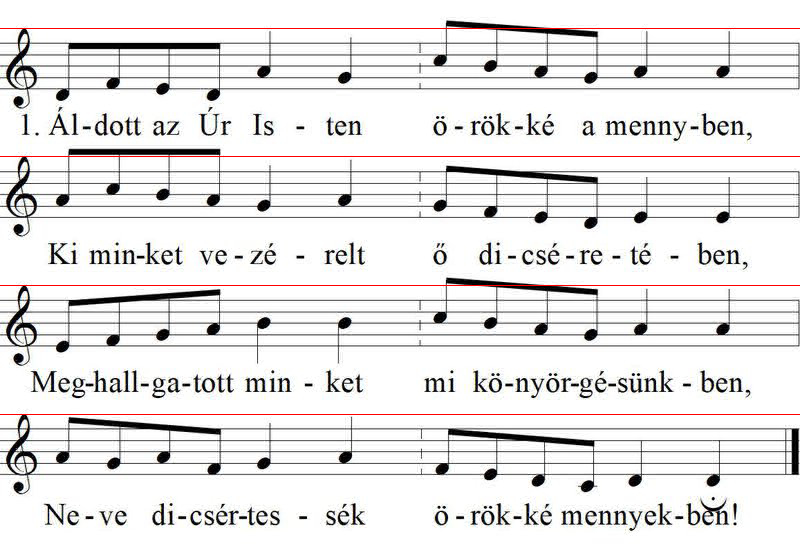 1. Ál-dott az Úr Is - ten ö - rök-ké a menny-ben,
Ki min-ket ve - zé - relt ő di - csé - re - té - ben,
Meg-hall-ga-tott min - ket mi kö-nyör-gé-sünk - ben,
Ne - ve di-csér-tes - sék ö - rök-ké mennyek-ben!